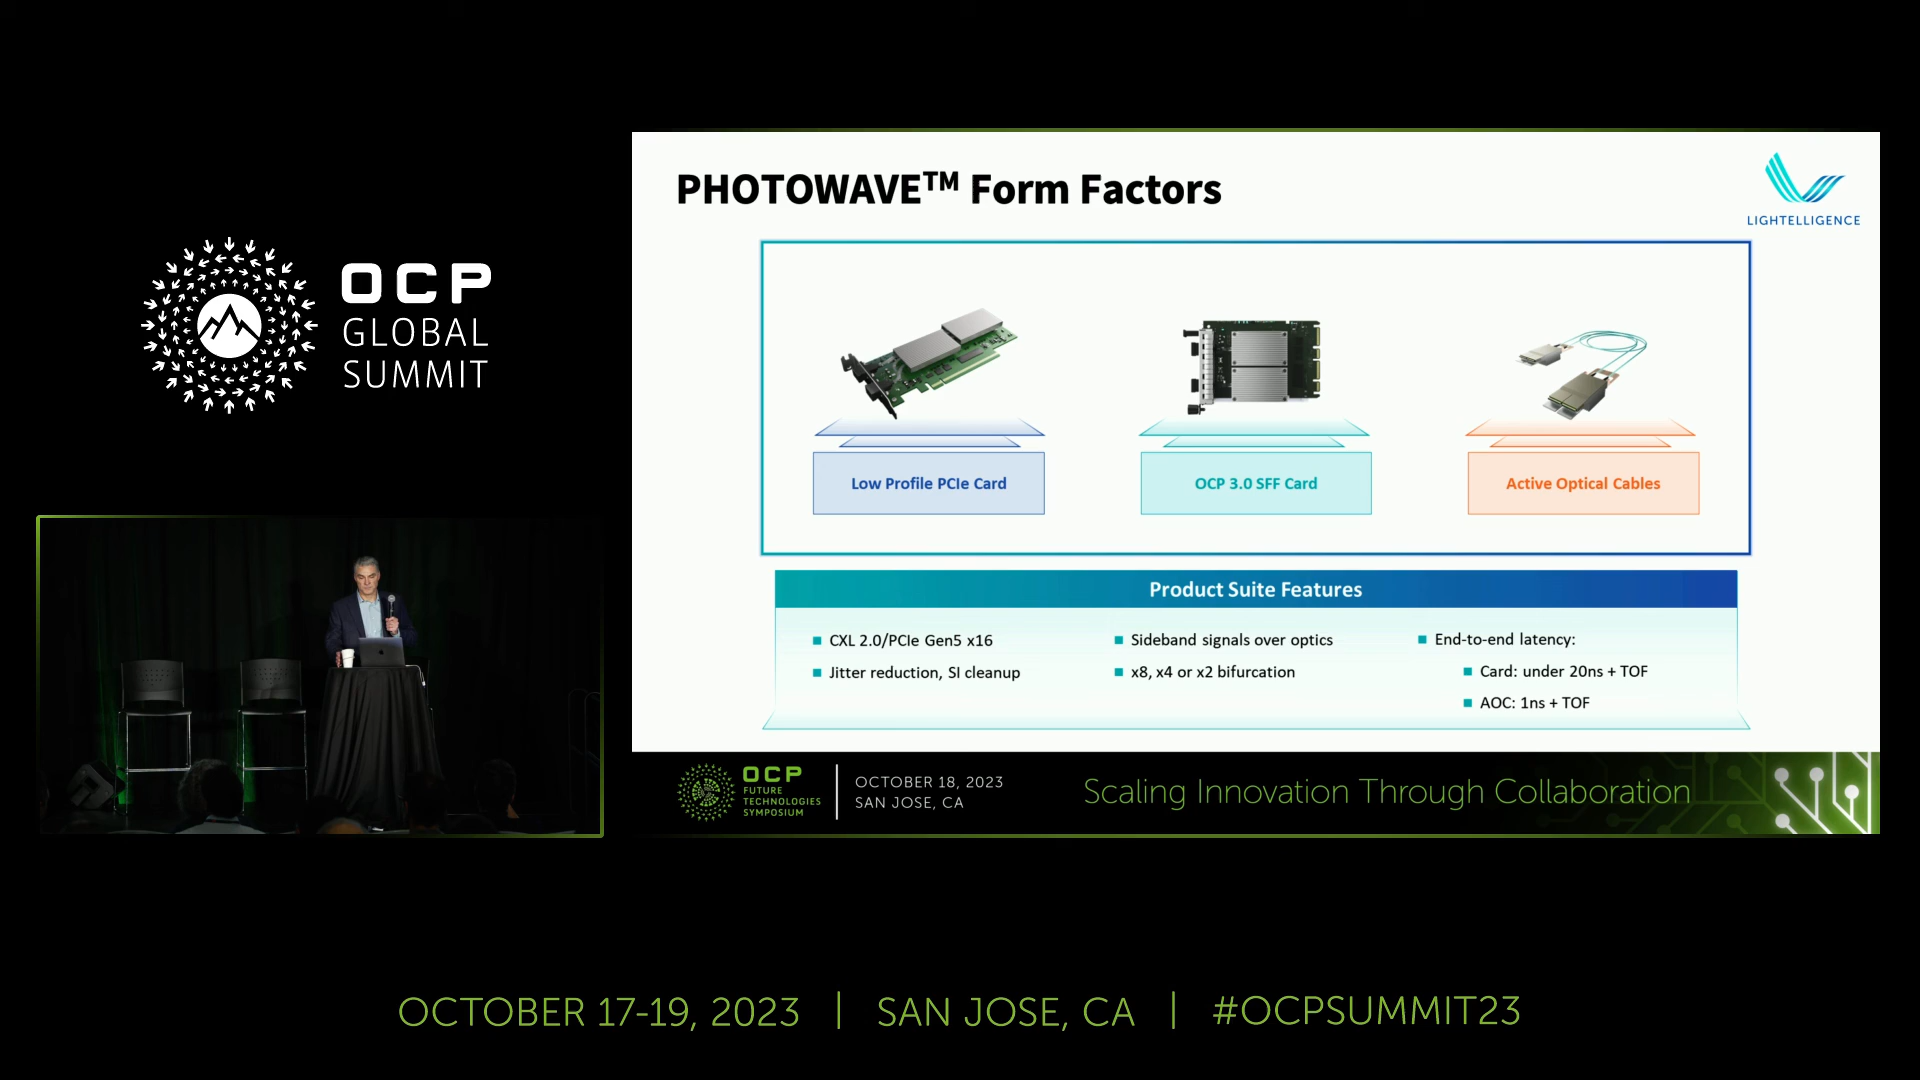 OCP
GLOBAL
SUMMIT
PHOTOWAVE™ Form Factors
LIGHTELLIGENCE
Low Profile PCIe Card
OCP 3.0 SFF Card
Active Optical Cables
Product Suite Features
CXL 2.0/PCIe Gen5 x16
Jitter reduction, SI cleanup
Sideband signals over optics
x8, x4 or x2 bifurcation
End-to-end latency:
Card: under 20ns + TOF
AOC: 1ns + TOF
OCP
FUTURE
TECHNOLOGIES
SYMPOSIUM
OCTOBER 18, 2023
SAN JOSE, CA
Scaling Innovation Through Collaboration
OCTOBER 17-19, 2023 | SAN JOSE, CA | #OCPSUMMIT23